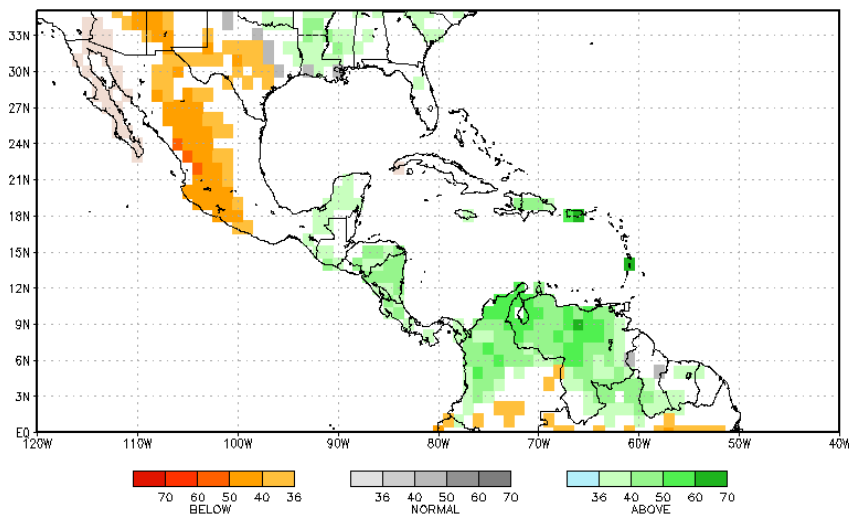 33N
30N
27N
24N
21N
18N
15N
12N
9N
6N
3N
EQ
120W 110W 100W 90W 80W 70W 60W 50W 40W
70 60 50 40 36 36 40 50 60 70 36 40 50 60 70
BELOW NORMAL ABOVE